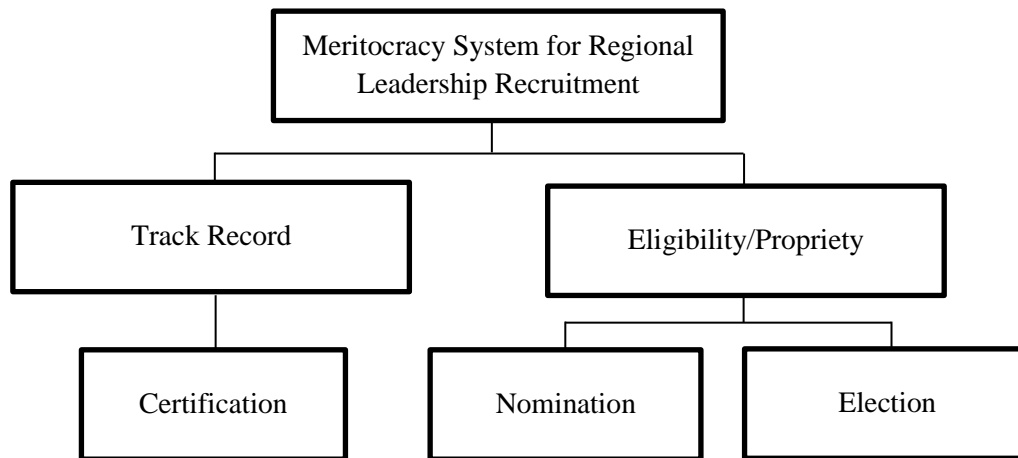 Meritocracy System for Regional
Leadership Recruitment
Track Record
Eligibility/Propriety
Certification
Nomination
Election